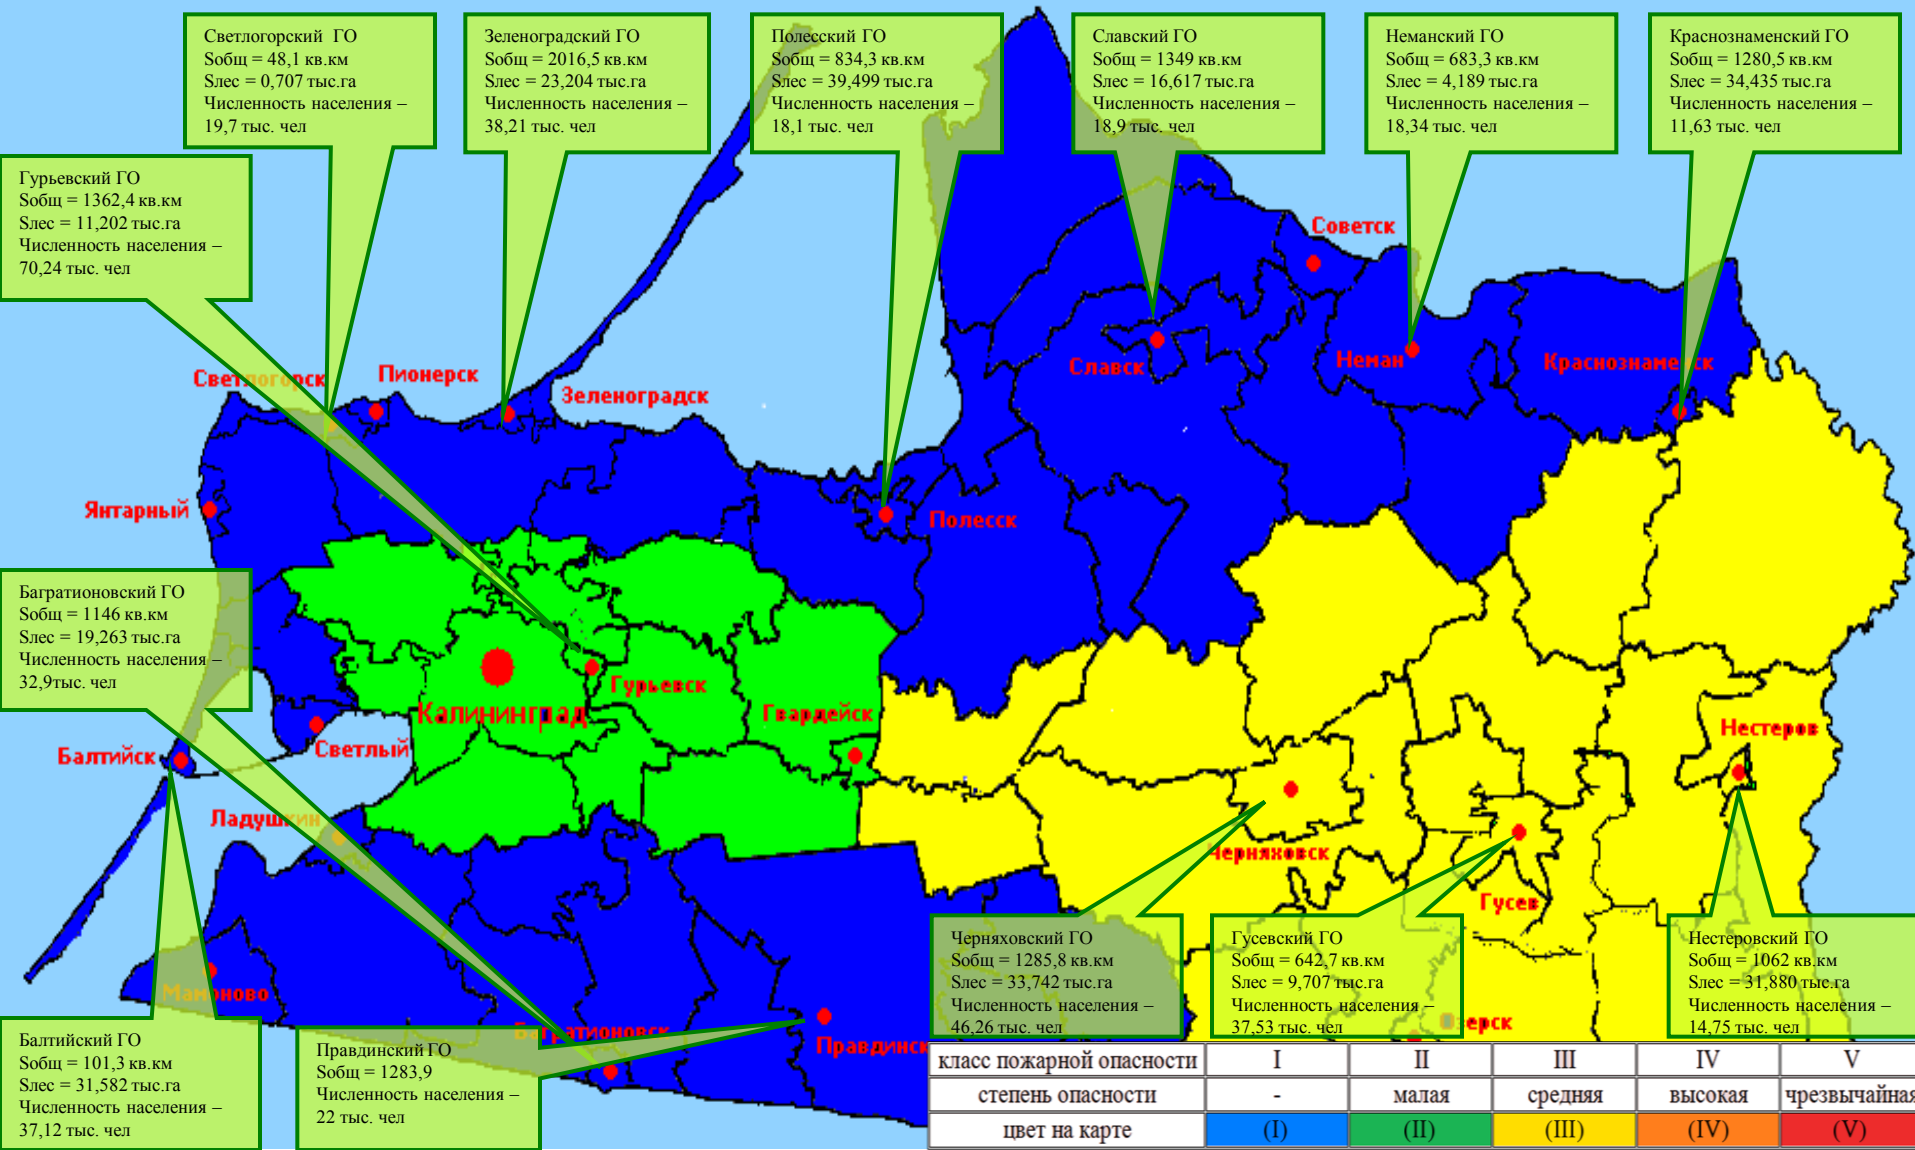 Светлогорский ГО
Sобщ = 48,1 кв.км
Sлес = 0,707 тыс.га
Численность населения –
19,7 тыс. чел
Зеленоградский ГО
Sобщ = 2016,5 кв.км
Sлес = 23,204 тыс.га
Численность населения –
38,21 тыс. чел
Полесский ГО
Sобщ = 834,3 кв.км
Sлес = 39,499 тыс.га
Численность населения –
18,1 тыс. чел
Славский ГО
Sобщ = 1349 кв.км
Sлес = 16,617 тыс.га
Численность населения –
18,9 тыс. чел
Неманский ГО
Sобщ = 683,3 кв.км
Sлес = 4,189 тыс.га
Численность населения –
18,34 тыс. чел
Краснознаменский ГО
Sобщ = 1280,5 кв.км
Sлес = 34,435 тыс.га
Численность населения –
11,63 тыс. чел
Гурьевский ГО
Sобщ = 1362,4 кв.км
Sлес = 11,202 тыс.га
Численность населения –
70,24 тыс. чел
Советск
Славск
Неман
Краснознаменск
Светлогорск
Пионерск
Зеленоградск
Янтарный
Полесск
Багратионовский ГО
Sобщ = 1146 кв.км
Sлес = 19,263 тыс.га
Численность населения –
32,9тыс. чел
Гурьевск
Калининград
Гвардейск
Нестеров
Светлый
Балтийск
Ладушкин
Черняховск
Гусев
Мамоново
Багратионовск
Правдинск
Озерск
Черняховский ГО
Sобщ = 1285,8 кв.км
Sлес = 33,742 тыс.га
Численность населения –
46,26 тыс. чел
Гусевский ГО
Sобщ = 642,7 кв.км
Sлес = 9,707 тыс.га
Численность населения –
37,53 тыс. чел
Нестеровский ГО
Sобщ = 1062 кв.км
Sлес = 31,880 тыс.га
Численность населения –
14,75 тыс. чел
Балтийский ГО
Sобщ = 101,3 кв.км
Sлес = 31,582 тыс.га
Численность населения –
37,12 тыс. чел
Правдинский ГО
Sобщ = 1283,9
Численность населения –
22 тыс. чел
класс пожарной опасности I II III IV V
степень опасности - малая средняя высокая чрезвычайная
цвет на карте (I) (II) (III) (IV) (V)